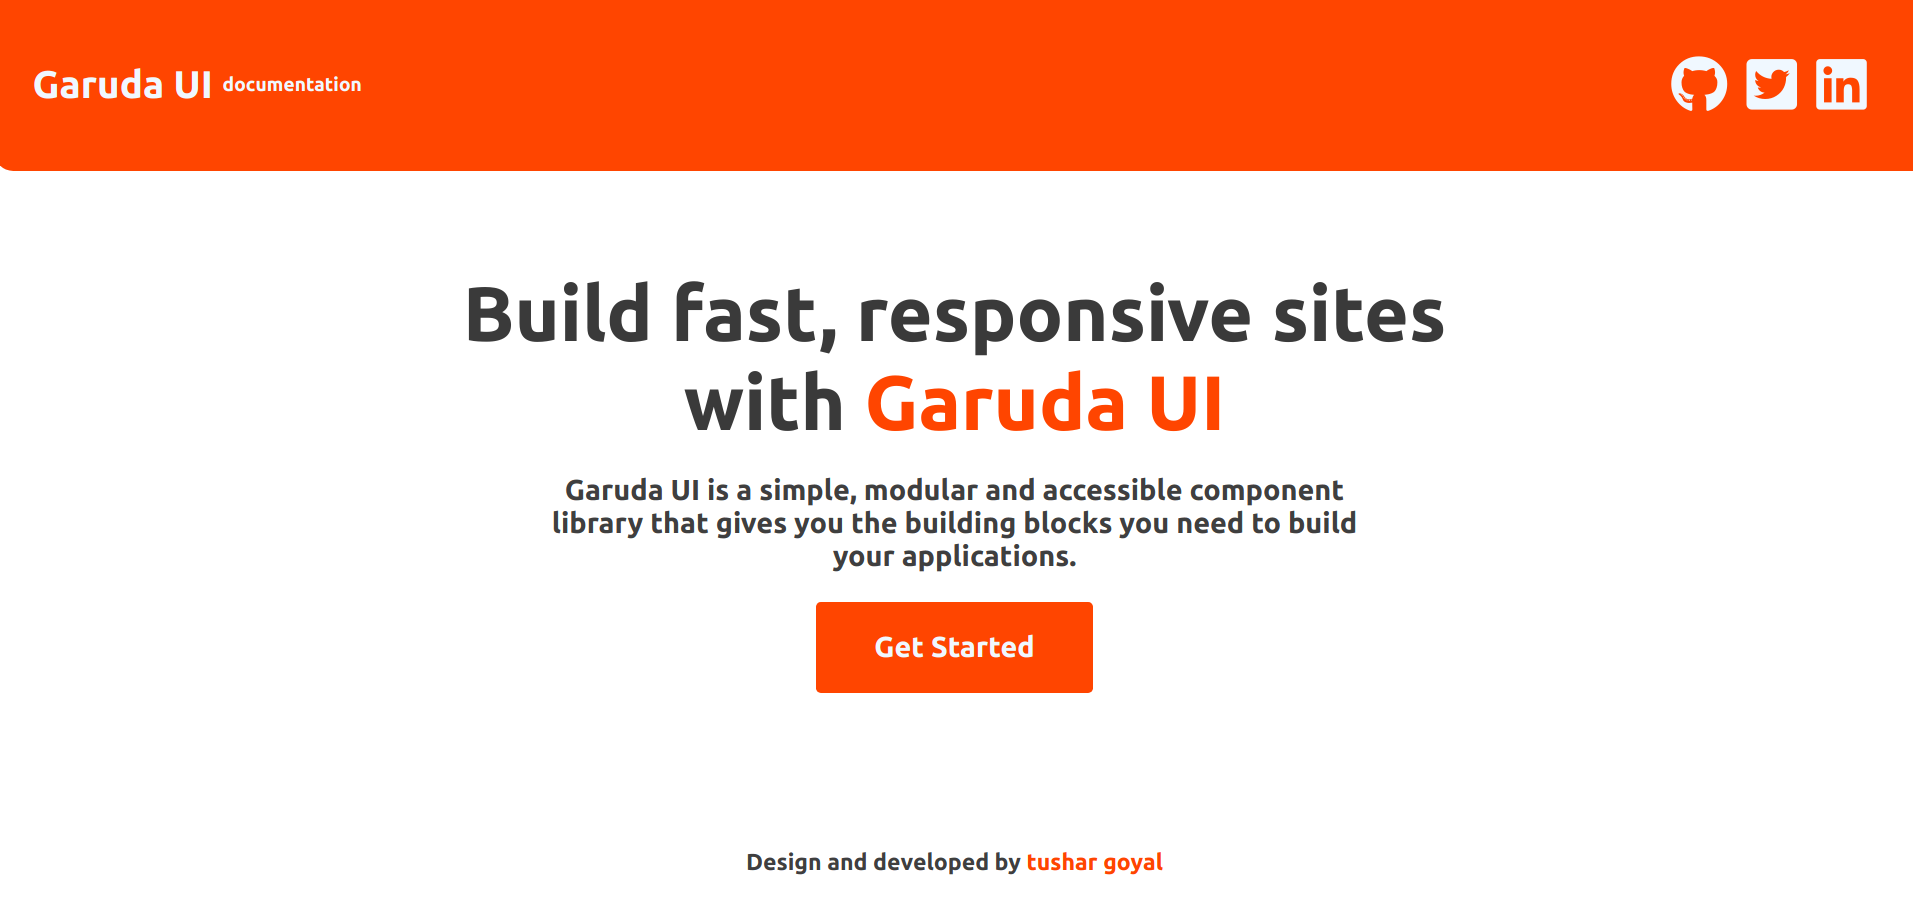 Garuda UI documentation
Build fast, responsive sites
with Garuda UI
Garuda UI is a simple, modular and accessible component
library that gives you the building blocks you need to build
your applications.
Get Started
Design and developed by tushar goyal